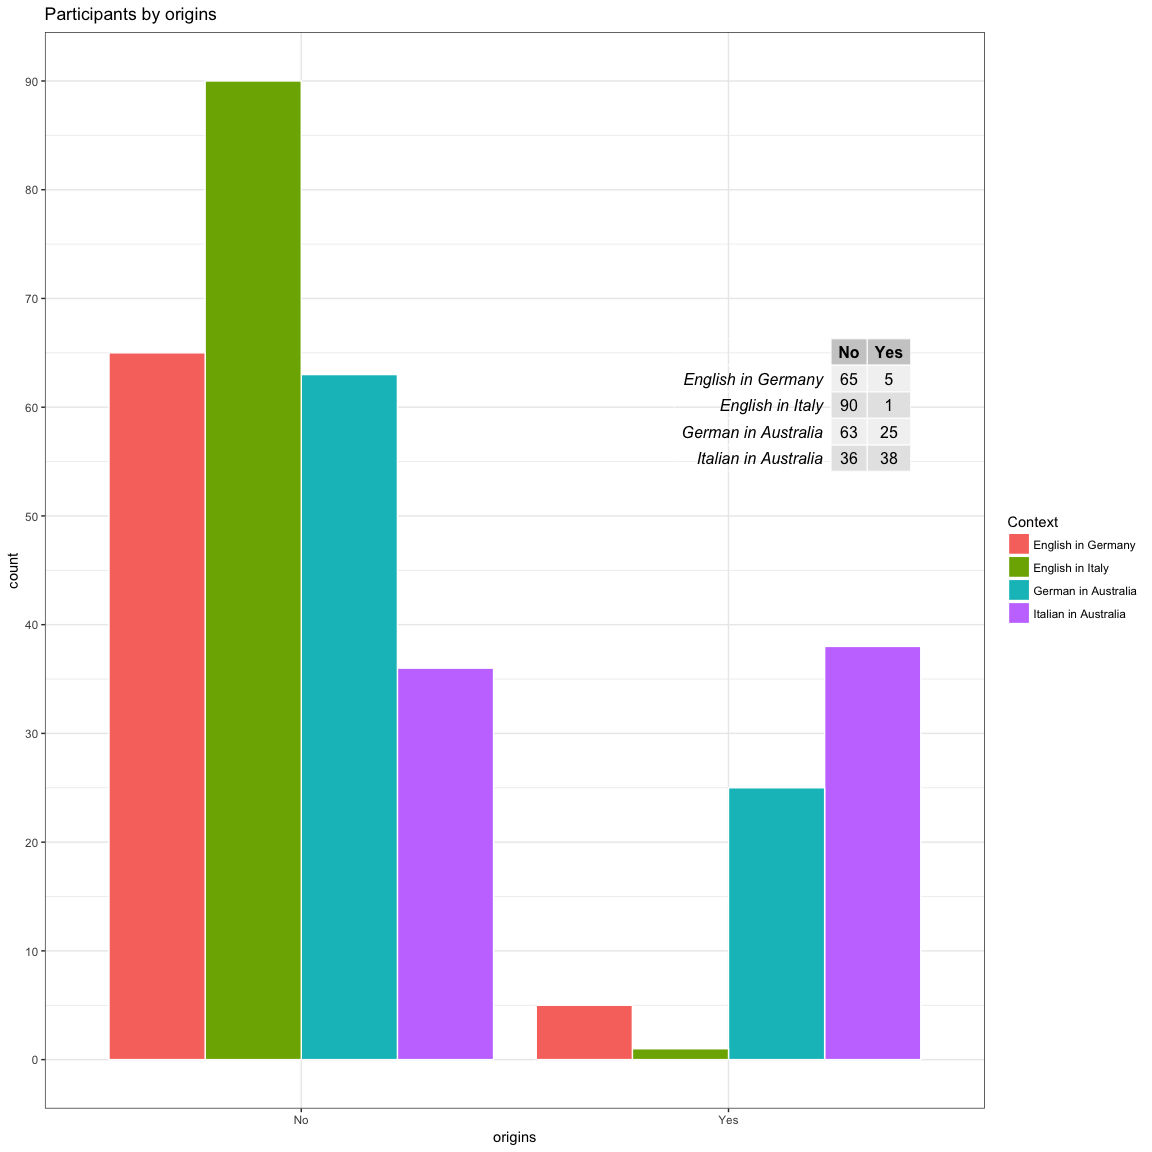 Participants by origins
90
80
70
60
50
40
30
20
10
0
count
No Yes
English in Germany 65 5
English in Italy 90 1
German in Australia 63 25
Italian in Australia 36 38
No Yes
origins
Context
English in Germany
English in Italy
German in Australia
Italian in Australia